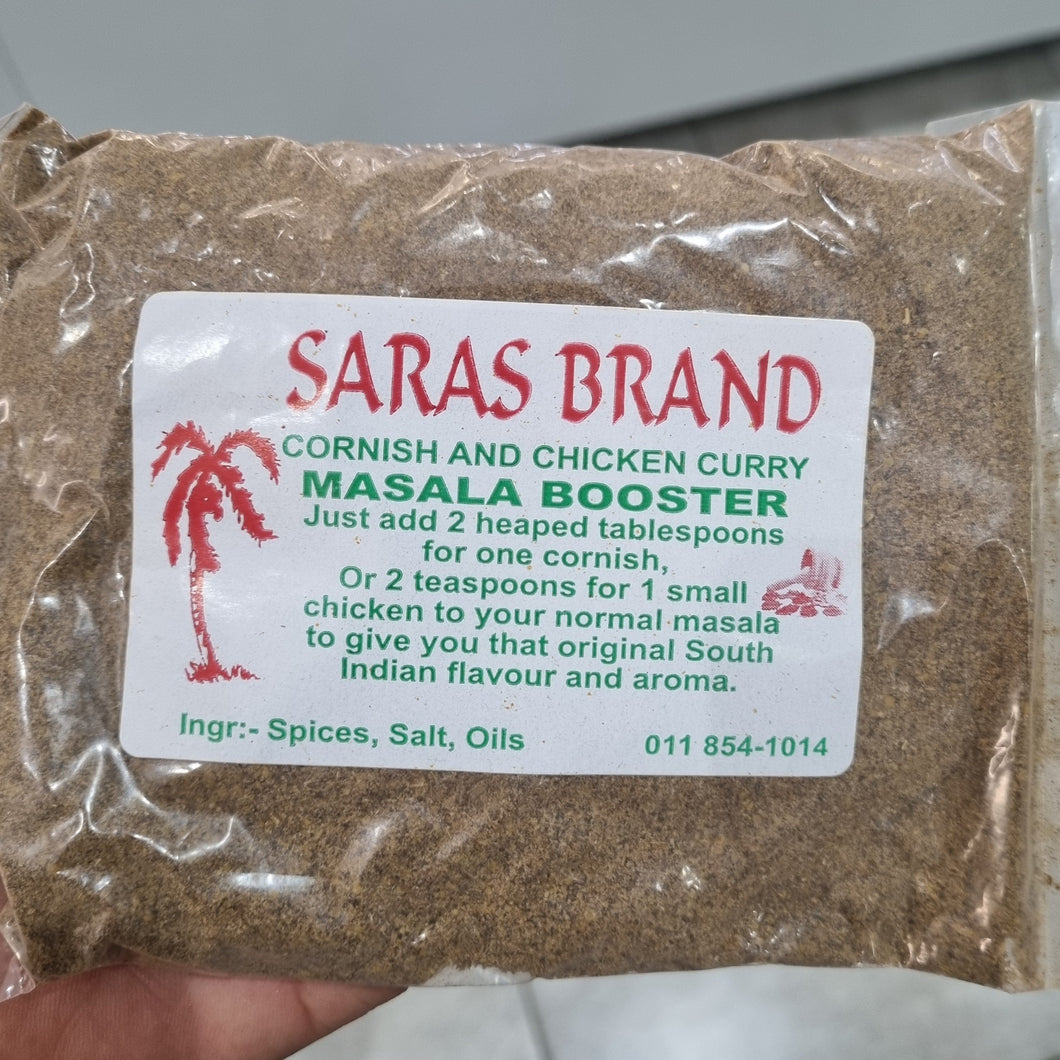 SARAS BRAND
CORNISH AND CHICKEN CURRY
MASALA BOOSTER
Just add 2 heaped tablespoons
for one cornish,
Or 2 teaspoons for 1 small
chicken to your normal masala
to give you that original South
Indian flavour and aroma.
Ingr:- Spices, Salt, Oils
011 854-1014